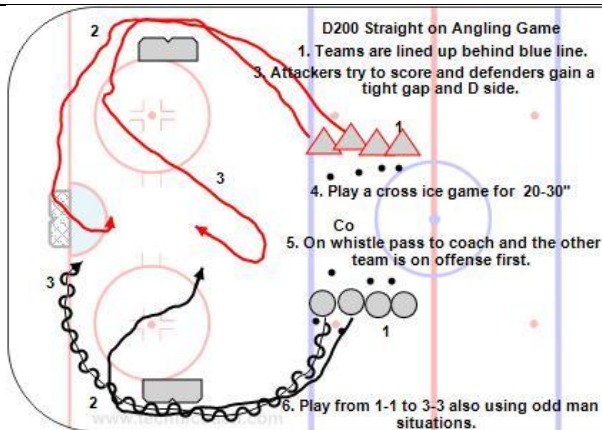 2
D200 Straight on Angling Game
1. Teams are lined up behind blue line.
3. Attackers try to score and defenders gain a
tight gap and D side.
1
3
4. Play a cross ice game for 20-30"
Co
5. On whistle pass to coach and the other
team is on offense first.
3
1
2
6. Play from 1-1 to 3-3 also using odd man
situations.